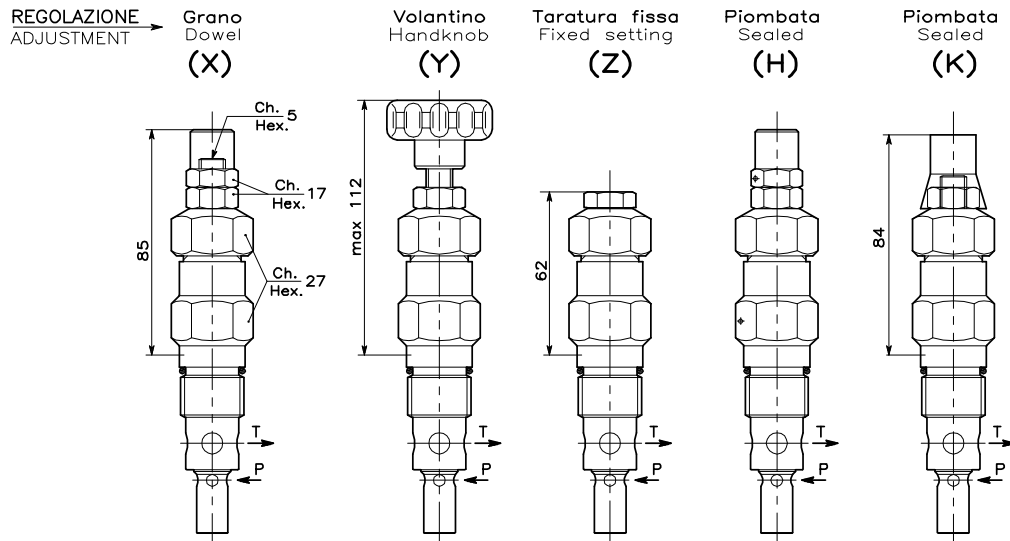 REGOLAZIONE
ADJUSTMENT
Grano
Dowel
(X)
Volantino
Handknob
(Y)
Taratura fissa
Fixed setting
(Z)
Piombata
Sealed
(H)
Piombata
Sealed
(K)
Ch. 5
Hex.
Ch. 17
Hex.
Ch. 27
Hex.
85
max 112
62
84
T
P
T
P
T
P
T
P
T
P